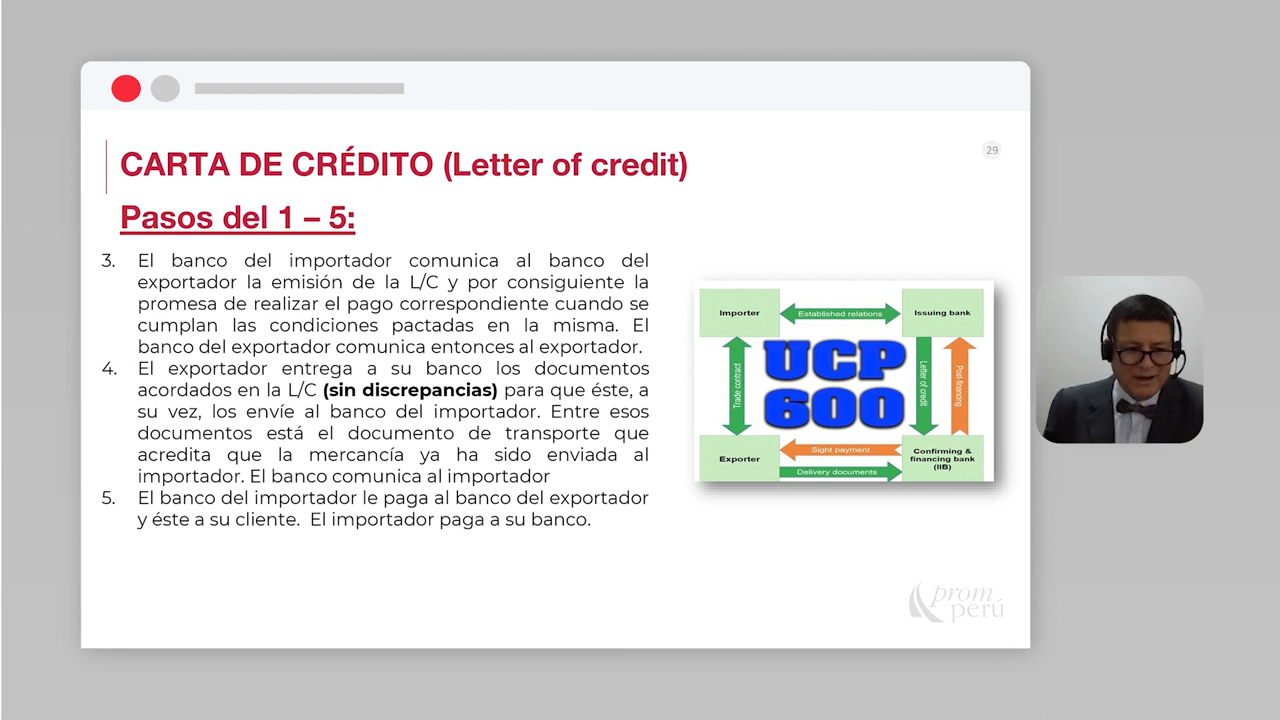 29
CARTA DE CRÉDITO (Letter of credit)
Pasos del 1 – 5:
3. El banco del importador comunica al banco del
exportador la emisión de la L/C y por consiguiente la
promesa de realizar el pago correspondiente cuando se
cumplan las condiciones pactadas en la misma. El
banco del exportador comunica entonces al exportador.
4. El exportador entrega a su banco los documentos
acordados en la L/C (sin discrepancias) para que éste, a
su vez, los envíe al banco del importador. Entre esos
documentos está el documento de transporte que
acredita que la mercancía ya ha sido enviada al
importador. El banco comunica al importador
5. El banco del importador le paga al banco del exportador
y éste a su cliente. El importador paga a su banco.
Importer
Established relations
Issuing bank
UCP
600
Trade contract
Letter of credit
Post-financing
Exporter
Sight payment
Delivery documents
Confirming &
financing bank
(IIB)
prom
perú